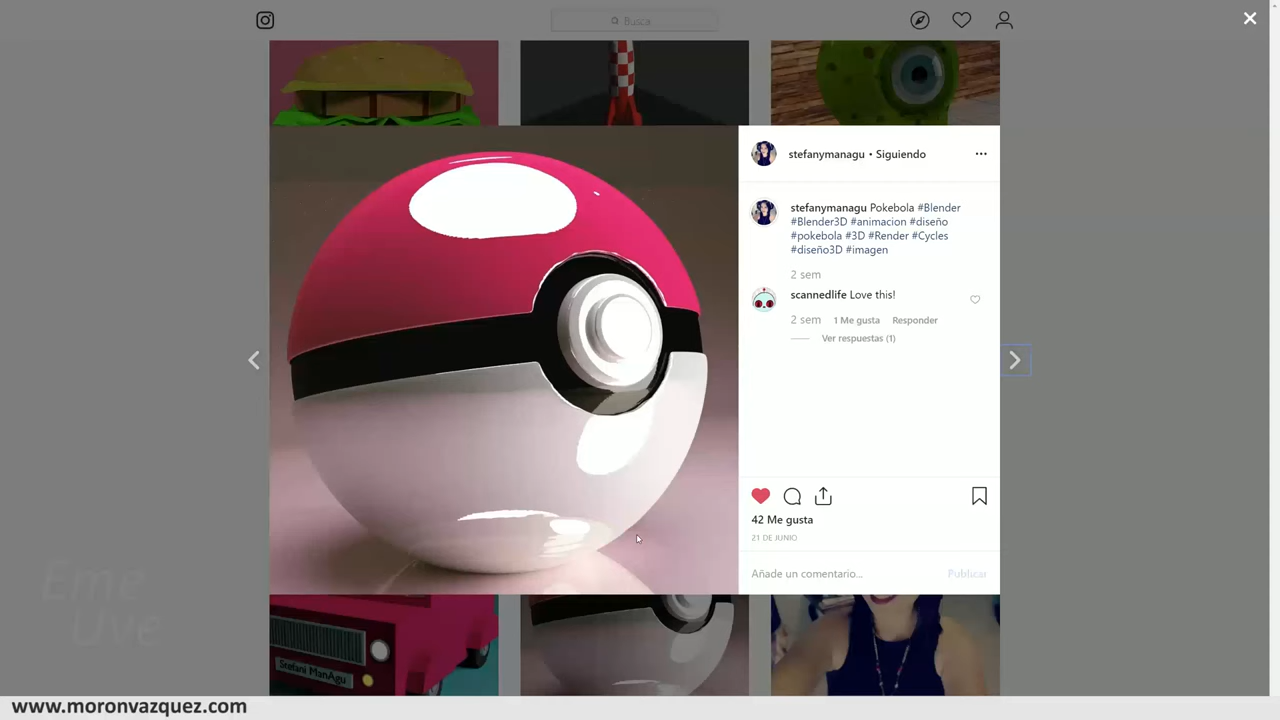 Busca
stefanymanagu • Siguiendo
stefanymanagu Pokebola #Blender
#Blender3D #animacion #diseño
#pokebola #3D #Render #Cycles
#diseño3D #imagen
2 sem
scannedlife Love this!
2 sem 1 Me gusta Responder
Ver respuestas (1)
42 Me gusta
21 DE JUNIO
Añade un comentario...
Publicar
Eme
Uve
Stefani ManAgu
www.moronvazquez.com